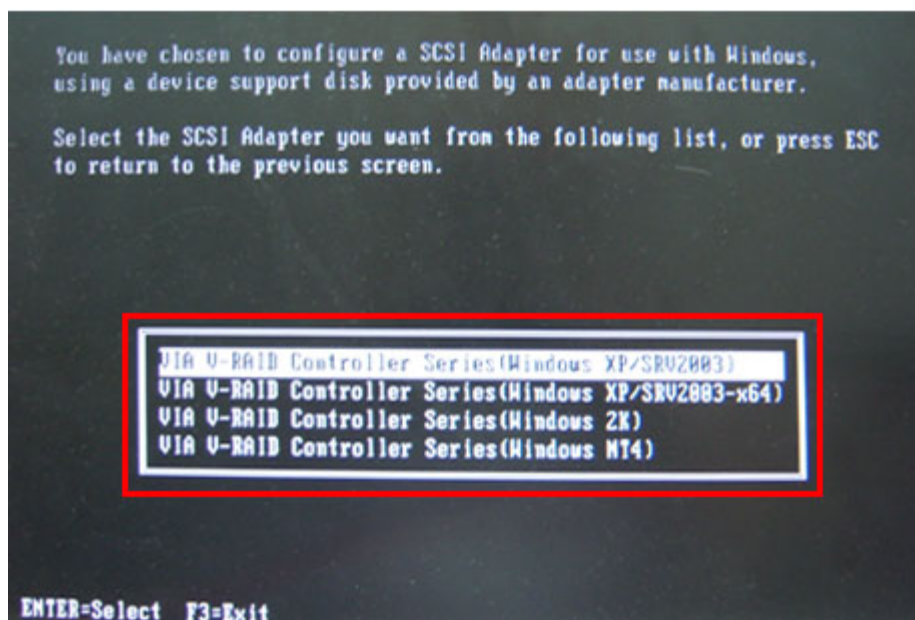 You have chosen to configure a SCSI Adapter for use with Windows,
using a device support disk provided by an adapter manufacturer.
Select the SCSI Adapter you want from the following list, or press ESC
to return to the previous screen.
VIA V-RAID Controller Series(Windows XP/SRV2003)
VIA V-RAID Controller Series(Windows XP/SRV2003-x64)
VIA V-RAID Controller Series(Windows 2K)
VIA V-RAID Controller Series(Windows NT4)
ENTER=Select F3=Exit